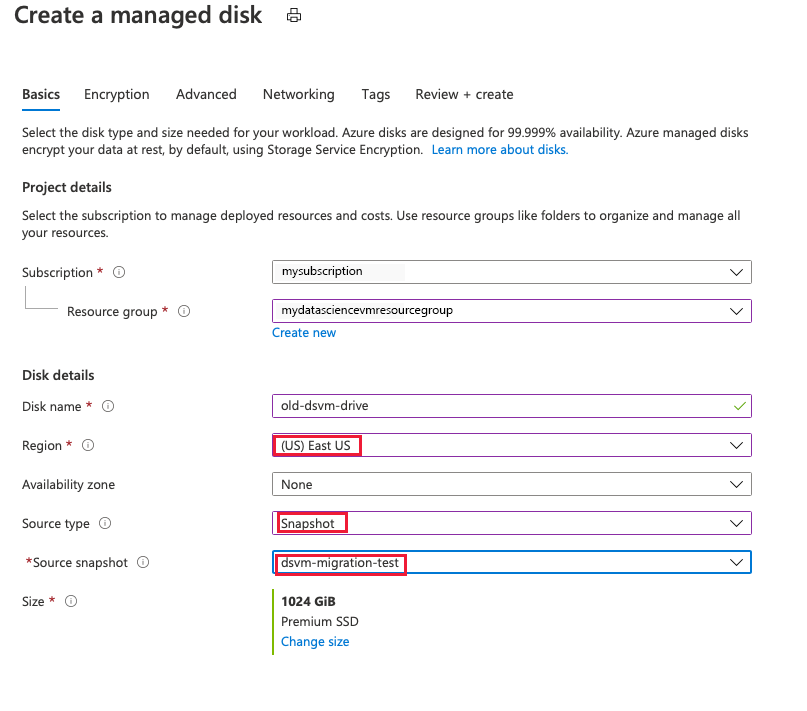 Create a managed disk
Basics Encryption Advanced Networking Tags Review + create
Select the disk type and size needed for your workload. Azure disks are designed for 99.999% availability. Azure managed disks
encrypt your data at rest, by default, using Storage Service Encryption. Learn more about disks.
Project details
Select the subscription to manage deployed resources and costs. Use resource groups like folders to organize and manage all
your resources.
Subscription * mysubscription
Resource group * mydatasciencevmresourcegroup
Create new
Disk details
Disk name * old-dsvm-drive
Region * (US) East US
Availability zone None
Source type Snapshot
*Source snapshot dsvm-migration-test
Size * 1024 GiB
Premium SSD
Change size